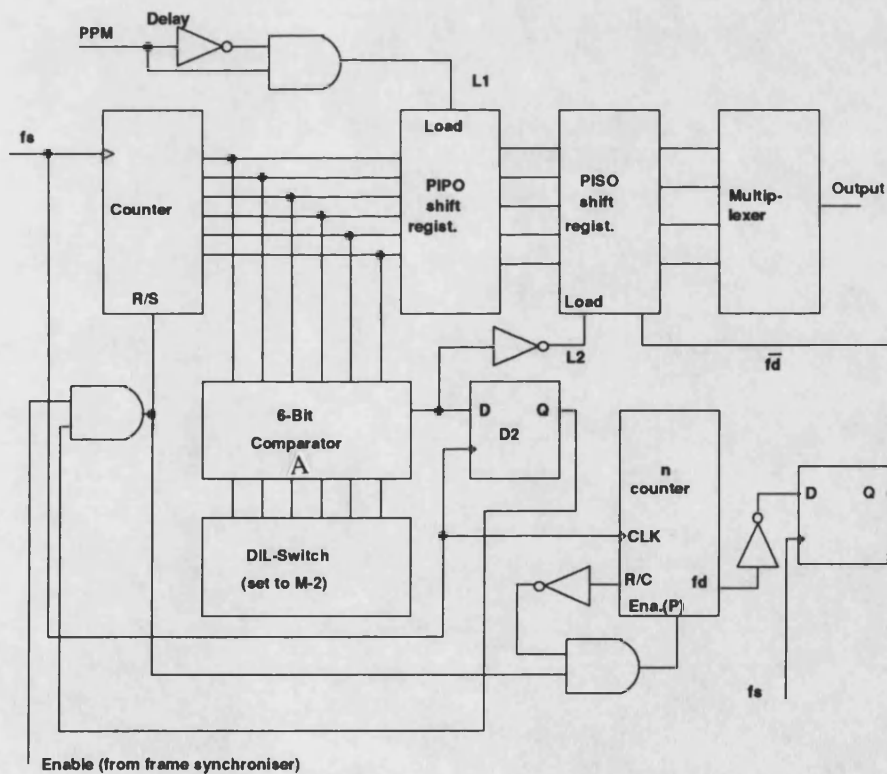 Delay
PPM
L1
fs
Load
Counter
PIPO
shift
regist.
PISO
shift
regist.
Multip-
lexer
Output
R/S
Load
L2
f̅d̅
6-Bit
Comparator
A
D Q
D2
n
counter
CLK
R/C
fd
Ena.(P)
D Q
DIL-Switch
(set to M-2)
fs
Enable (from frame synchroniser)